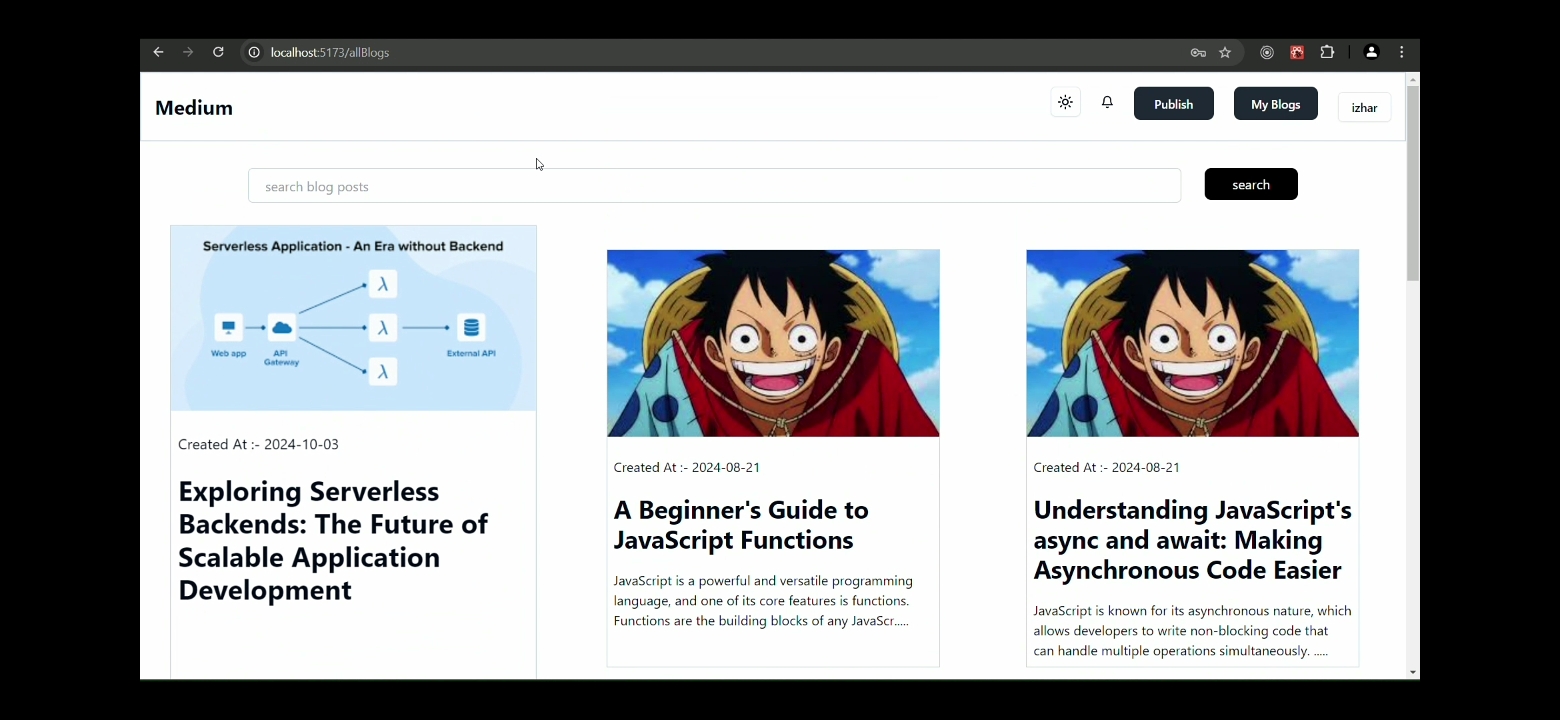 localhost:5173/allBlogs
Medium
Publish
My Blogs
izhar
search blog posts
search
Serverless Application - An Era without Backend
λ
λ
λ
Web app
API
Gateway
External API
Created At :- 2024-10-03
Exploring Serverless
Backends: The Future of
Scalable Application
Development
Created At :- 2024-08-21
A Beginner's Guide to
JavaScript Functions
JavaScript is a powerful and versatile programming
language, and one of its core features is functions.
Functions are the building blocks of any JavaScr.....
Created At :- 2024-08-21
Understanding JavaScript's
async and await: Making
Asynchronous Code Easier
JavaScript is known for its asynchronous nature, which
allows developers to write non-blocking code that
can handle multiple operations simultaneously. .....